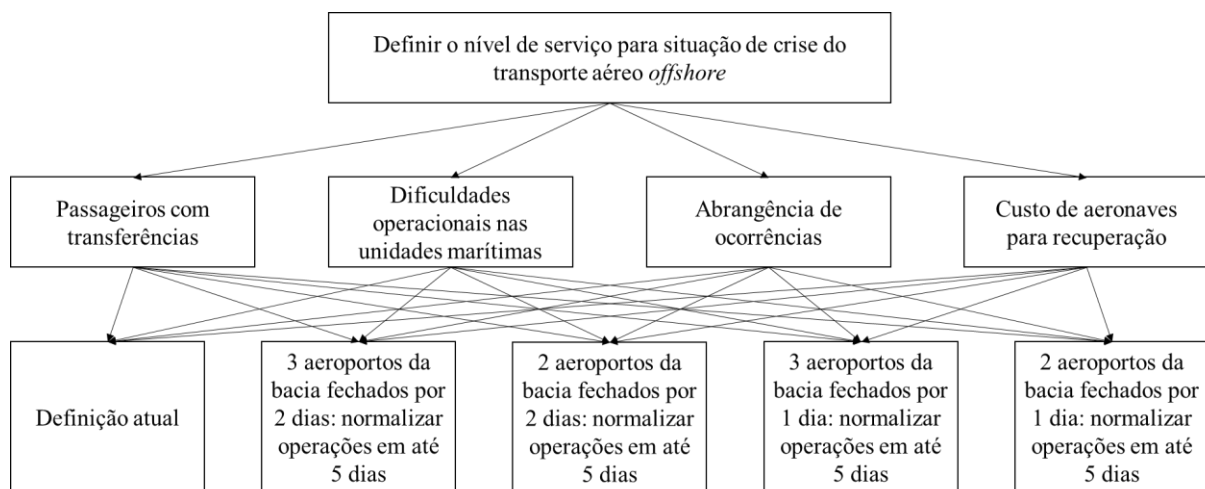 Definir o nível de serviço para situação de crise do
transporte aéreo offshore
Passageiros com
transferências
Dificuldades
operacionais nas
unidades marítimas
Abrangência de
ocorrências
Custo de aeronaves
para recuperação
Definição atual
3 aeroportos da
bacia fechados por
2 dias: normalizar
operações em até
5 dias
2 aeroportos da
bacia fechados por
2 dias: normalizar
operações em até
5 dias
3 aeroportos da
bacia fechados por
1 dia: normalizar
operações em até
5 dias
2 aeroportos da
bacia fechados por
1 dia: normalizar
operações em até
5 dias